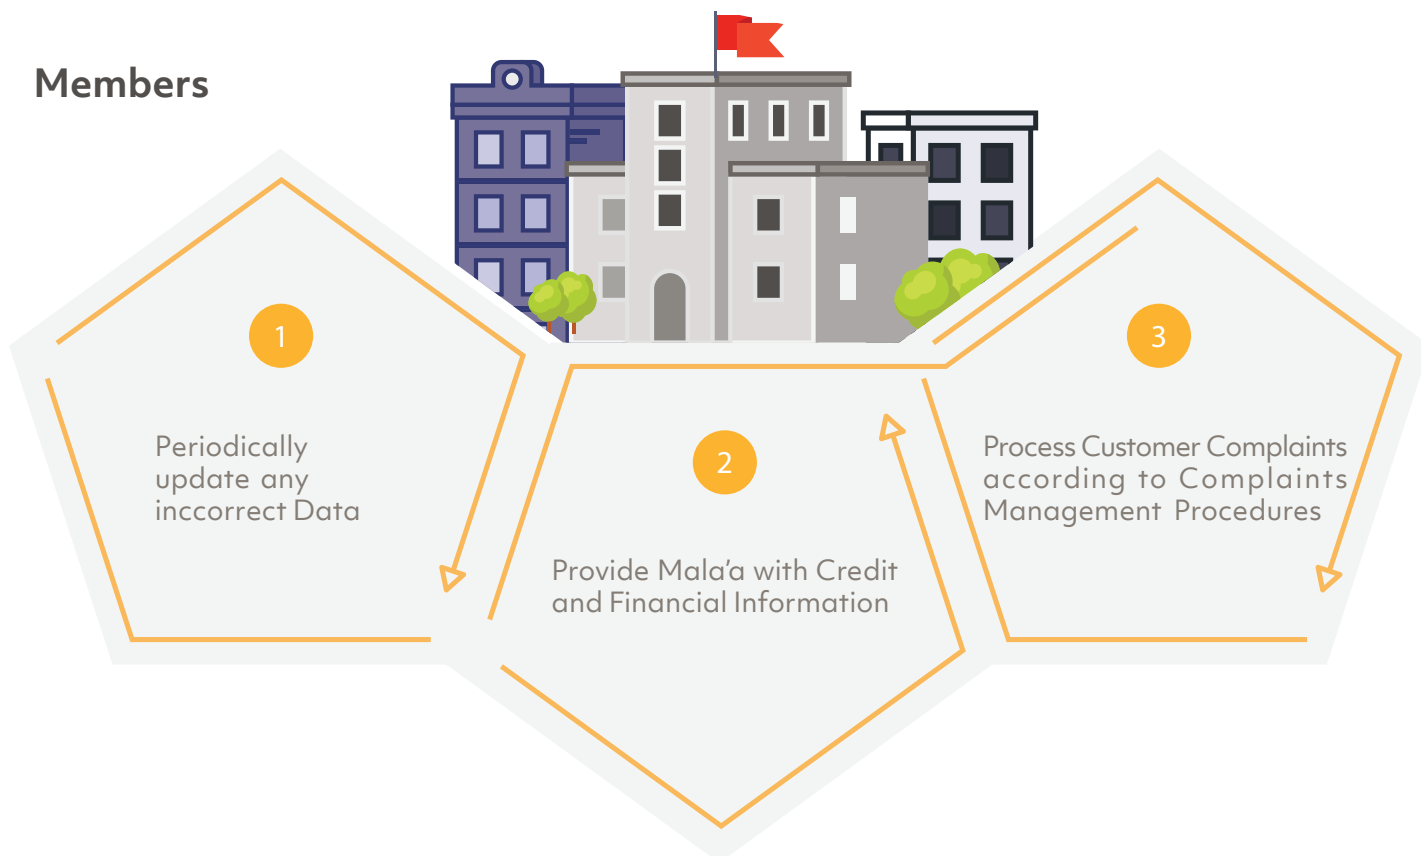 Members
1
Periodically
update any
inccorrect Data
2
Provide Mala’a with Credit
and Financial Information
3
Process Customer Complaints
according to Complaints
Management Procedures